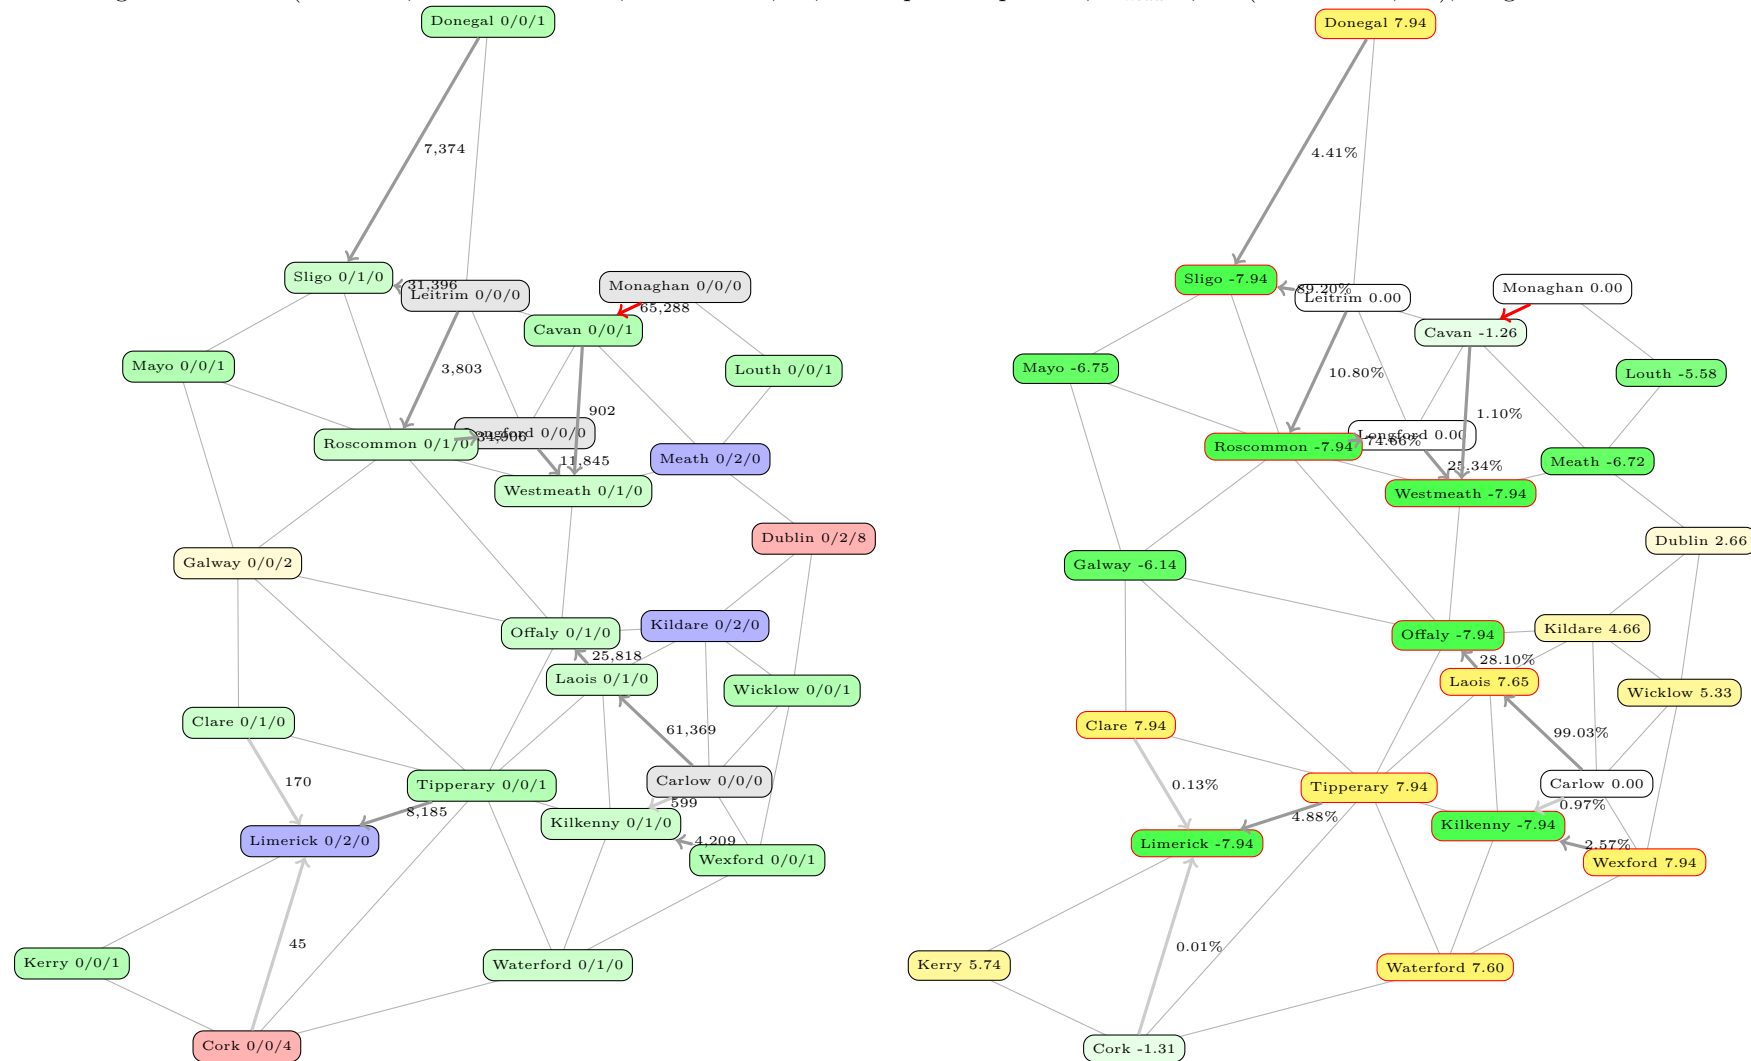 Donegal 0/0/1
7,374
Sligo 0/1/0
31,396
Leitrim 0/0/0
Monaghan 0/0/0
65,288
Cavan 0/0/1
Mayo 0/0/1
3,803
Louth 0/0/1
902
Roscommon 0/1/0
34,906
Longford 0/0/0
11,845
Meath 0/2/0
Westmeath 0/1/0
Dublin 0/2/8
Galway 0/0/2
Offaly 0/1/0
Kildare 0/2/0
25,818
Laois 0/1/0
Wicklow 0/0/1
Clare 0/1/0
61,369
170
Tipperary 0/0/1
Carlow 0/0/0
8,185
599
Kilkenny 0/1/0
Limerick 0/2/0
4,209
Wexford 0/0/1
45
Kerry 0/0/1
Waterford 0/1/0
Cork 0/0/4
Donegal 7.94
4.41%
Sligo -7.94
89.20%
Leitrim 0.00
Monaghan 0.00
Cavan -1.26
Mayo -6.75
10.80%
Louth -5.58
1.10%
Roscommon -7.94
74.66%
Longford 0.00
25.34%
Meath -6.72
Westmeath -7.94
Dublin 2.66
Galway -6.14
Offaly -7.94
Kildare 4.66
28.10%
Laois 7.65
Wicklow 5.33
Clare 7.94
99.03%
0.13%
Tipperary 7.94
Carlow 0.00
4.88%
0.97%
Kilkenny -7.94
Limerick -7.94
2.57%
Wexford 7.94
0.01%
Kerry 5.74
Waterford 7.60
Cork -1.31